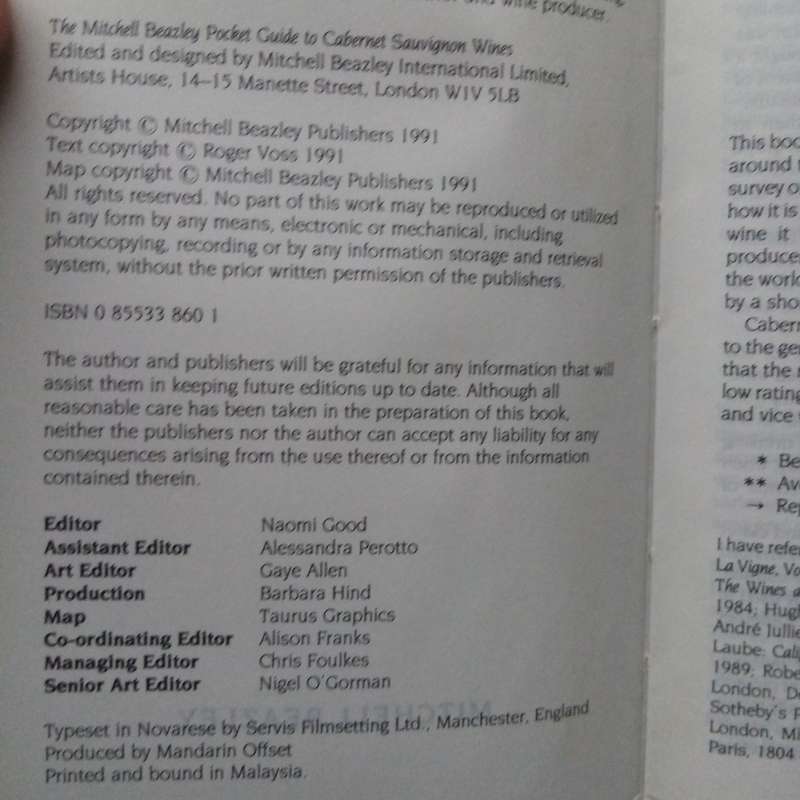 and wine producer.
The Mitchell Beazley Pocket Guide to Cabernet Sauvignon Wines
Edited and designed by Mitchell Beazley International Limited,
Artists House, 14–15 Manette Street, London W1V 5LB
Copyright © Mitchell Beazley Publishers 1991
Text copyright © Roger Voss 1991
Map copyright © Mitchell Beazley Publishers 1991
All rights reserved. No part of this work may be reproduced or utilized
in any form by any means, electronic or mechanical, including
photocopying, recording or by any information storage and retrieval
system, without the prior written permission of the publishers.
ISBN 0 85533 860 1
The author and publishers will be grateful for any information that will
assist them in keeping future editions up to date. Although all
reasonable care has been taken in the preparation of this book,
neither the publishers nor the author can accept any liability for any
consequences arising from the use thereof or from the information
contained therein.
Editor Naomi Good
Assistant Editor Alessandra Perotto
Art Editor Gaye Allen
Production Barbara Hind
Map Taurus Graphics
Co-ordinating Editor Alison Franks
Managing Editor Chris Foulkes
Senior Art Editor Nigel O'Gorman
Typeset in Novarese by Servis Filmsetting Ltd., Manchester, England
Produced by Mandarin Offset
Printed and bound in Malaysia.
This boo
around
survey o
how it is
wine it
produce
the worl
by a sho
Cabern
to the ge
that the
low rating
and vice
* Be
** Av
→ Re
I have refe
La Vigne, Vo
The Wines
1984; Hugh
André Jullie
Laube: Cali
1989; Robe
London, D
Sotheby's
London, Mi
Paris, 1804